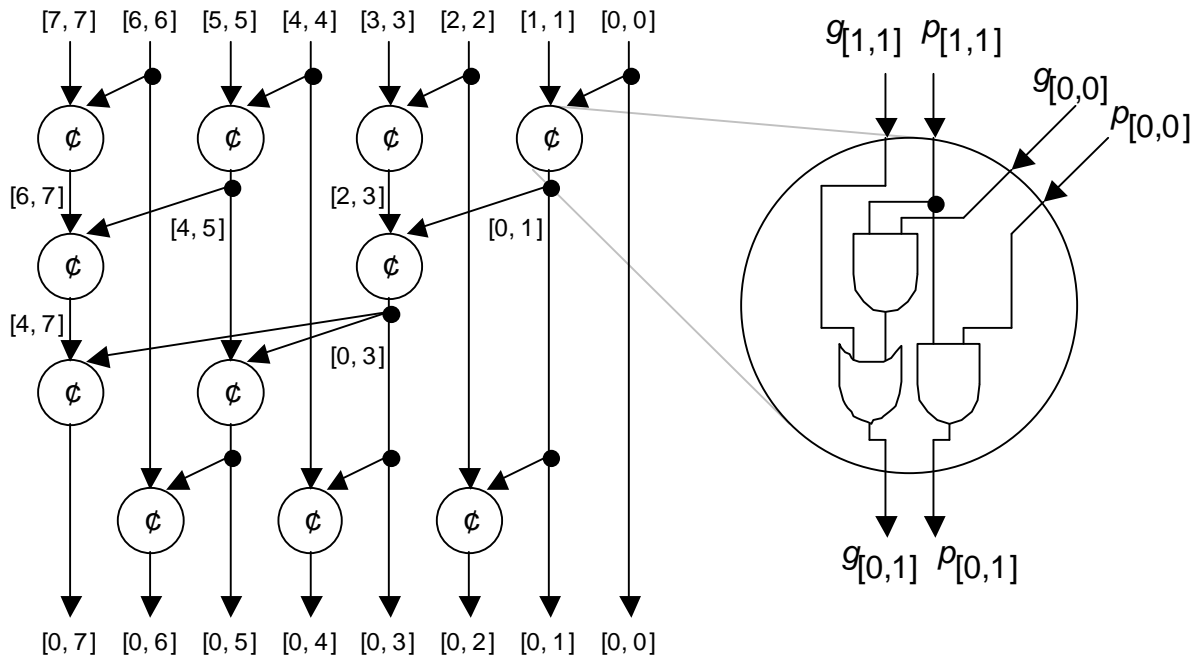 [7, 7] [6, 6] [5, 5] [4, 4] [3, 3] [2, 2] [1, 1] [0, 0]
g[1,1] p[1,1]
g[0,0]
p[0,0]
¢ ¢ ¢ ¢
[6, 7] [2, 3]
[4, 5] [0, 1]
¢ ¢
[4, 7]
[0, 3]
¢ ¢
¢ ¢ ¢
g[0,1] p[0,1]
[0, 7] [0, 6] [0, 5] [0, 4] [0, 3] [0, 2] [0, 1] [0, 0]